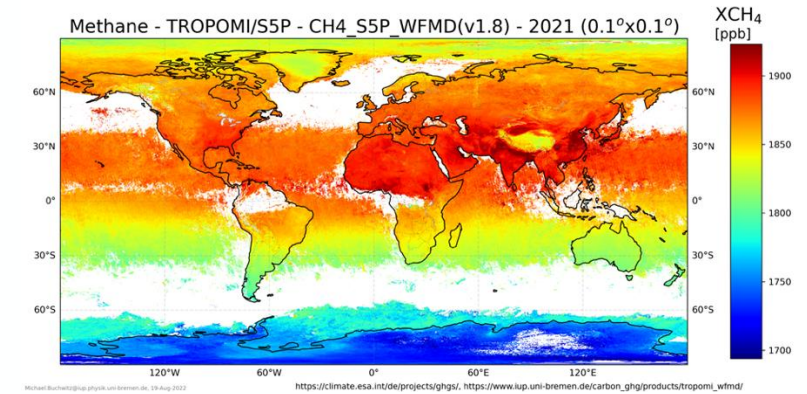 Methane - TROPOMI/S5P - CH4_S5P_WFMD(v1.8) - 2021 (0.1°x0.1°)
XCH₄
[ppb]
1900
60°N
60°N
1850
30°N
30°N
0°
0°
1800
30°S
30°S
1750
60°S
60°S
1700
120°W
60°W
0°
60°E
120°E
Michael.Buchwitz@iup.physik.uni-bremen.de, 19-Aug-2022
https://climate.esa.int/de/projects/ghgs/, https://www.iup.uni-bremen.de/carbon_ghg/products/tropomi_wfmd/